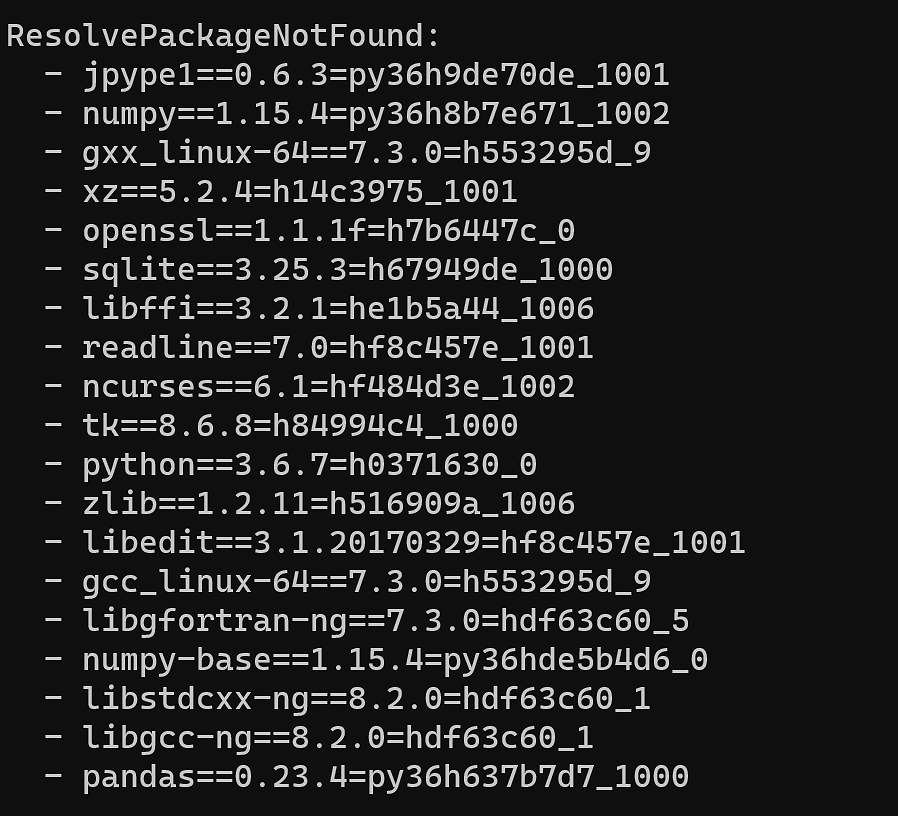 ResolvePackageNotFound:
- jpype1==0.6.3=py36h9de70de_1001
- numpy==1.15.4=py36h8b7e671_1002
- gxx_linux-64==7.3.0=h553295d_9
- xz==5.2.4=h14c3975_1001
- openssl==1.1.1f=h7b6447c_0
- sqlite==3.25.3=h67949de_1000
- libffi==3.2.1=he1b5a44_1006
- readline==7.0=hf8c457e_1001
- ncurses==6.1=hf484d3e_1002
- tk==8.6.8=h84994c4_1000
- python==3.6.7=h0371630_0
- zlib==1.2.11=h516909a_1006
- libedit==3.1.20170329=hf8c457e_1001
- gcc_linux-64==7.3.0=h553295d_9
- libgfortran-ng==7.3.0=hdf63c60_5
- numpy-base==1.15.4=py36hde5b4d6_0
- libstdcxx-ng==8.2.0=hdf63c60_1
- libgcc-ng==8.2.0=hdf63c60_1
- pandas==0.23.4=py36h637b7d7_1000